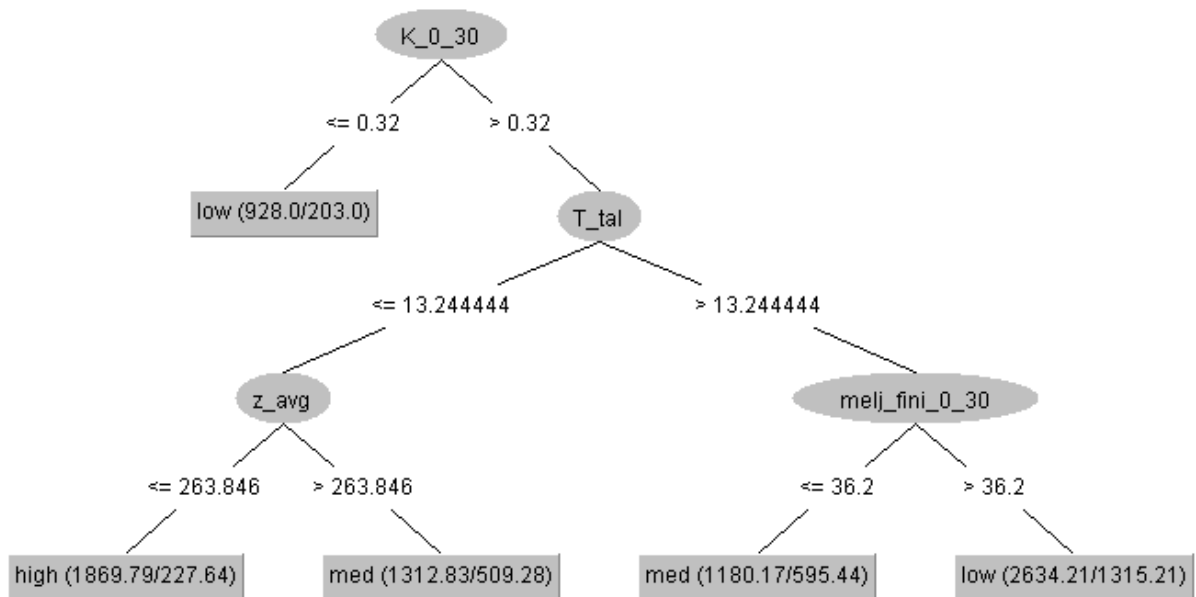 K_0_30
<= 0.32 > 0.32
low (928.0/203.0)
T_tal
<= 13.244444 > 13.244444
z_avg melj_fini_0_30
<= 263.846 > 263.846 <= 36.2 > 36.2
high (1869.79/227.64) med (1312.83/509.28) med (1180.17/595.44) low (2634.21/1315.21)